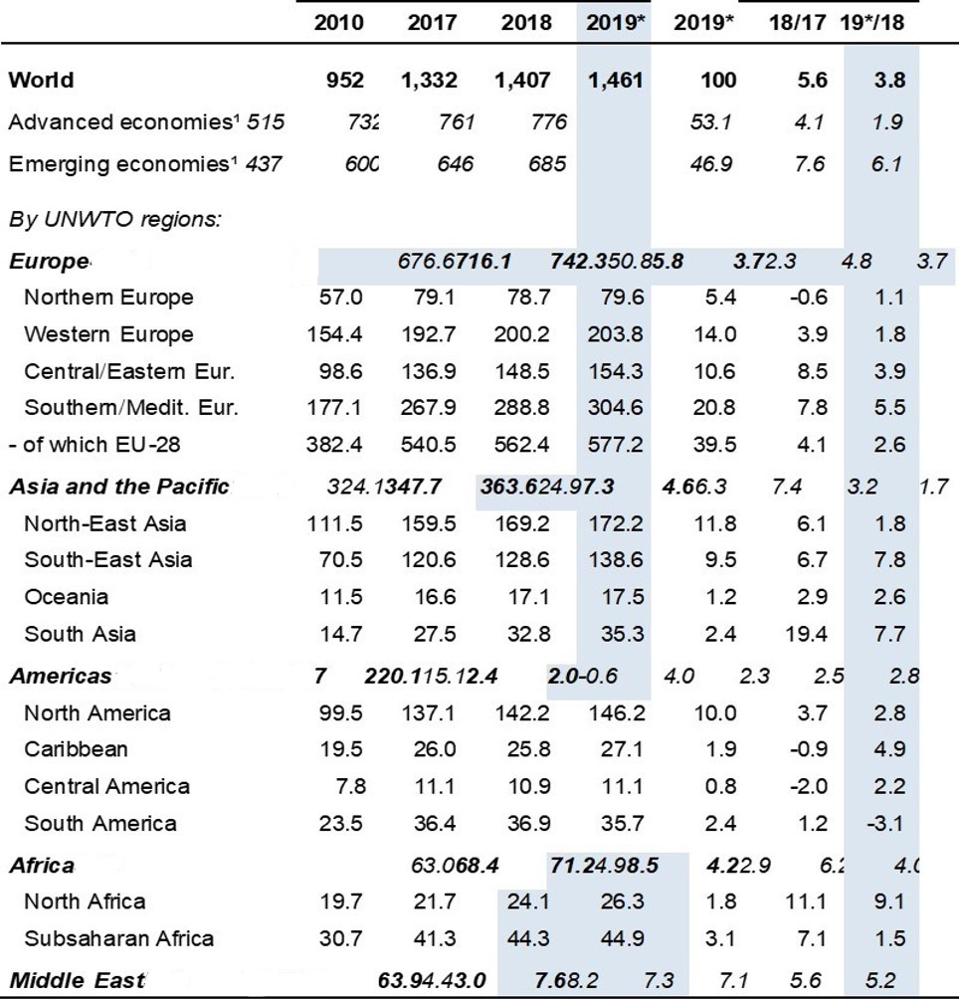 2010 2017 2018 2019* 2019* 18/17 19*/18
World 952 1,332 1,407 1,461 100 5.6 3.8
Advanced economies¹ 515 732 761 776 53.1 4.1 1.9
Emerging economies¹ 437 600 646 685 46.9 7.6 6.1
By UNWTO regions:
Europe 676.6716.1 742.350.85.8 3.72.3 4.8 3.7
Northern Europe 57.0 79.1 78.7 79.6 5.4 -0.6 1.1
Western Europe 154.4 192.7 200.2 203.8 14.0 3.9 1.8
Central/Eastern Eur. 98.6 136.9 148.5 154.3 10.6 8.5 3.9
Southern/Medit. Eur. 177.1 267.9 288.8 304.6 20.8 7.8 5.5
- of which EU-28 382.4 540.5 562.4 577.2 39.5 4.1 2.6
Asia and the Pacific 324.1347.7 363.624.97.3 4.66.3 7.4 3.2 1.7
North-East Asia 111.5 159.5 169.2 172.2 11.8 6.1 1.8
South-East Asia 70.5 120.6 128.6 138.6 9.5 6.7 7.8
Oceania 11.5 16.6 17.1 17.5 1.2 2.9 2.6
South Asia 14.7 27.5 32.8 35.3 2.4 19.4 7.7
Americas 7 220.115.12.4 2.0-0.6 4.0 2.3 2.5 2.8
North America 99.5 137.1 142.2 146.2 10.0 3.7 2.8
Caribbean 19.5 26.0 25.8 27.1 1.9 -0.9 4.9
Central America 7.8 11.1 10.9 11.1 0.8 -2.0 2.2
South America 23.5 36.4 36.9 35.7 2.4 1.2 -3.1
Africa 63.068.4 71.24.98.5 4.22.9 6.2 4.0
North Africa 19.7 21.7 24.1 26.3 1.8 11.1 9.1
Subsaharan Africa 30.7 41.3 44.3 44.9 3.1 7.1 1.5
Middle East 63.94.43.0 7.68.2 7.3 7.1 5.6 5.2